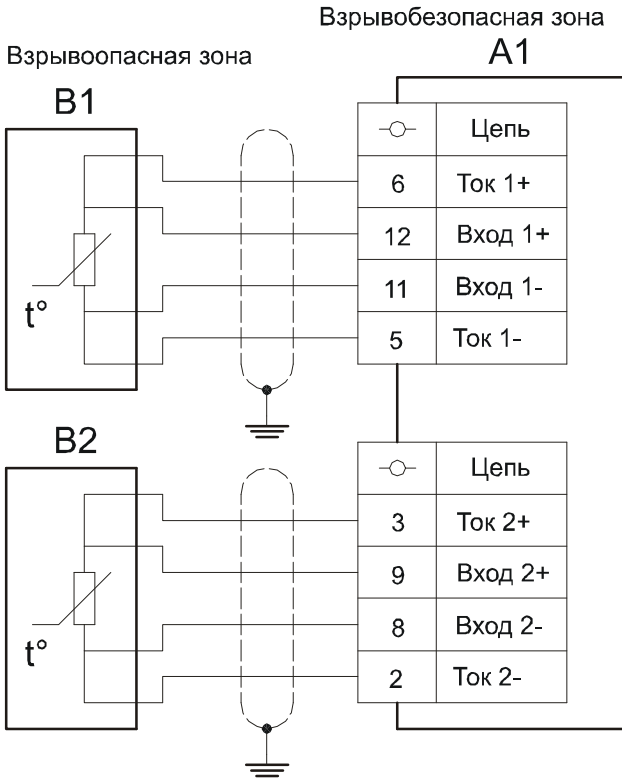 Взрывобезопасная зона
Взрывоопасная зона
A1
B1
Цепь
6 Ток 1+
12 Вход 1+
11 Вход 1-
5 Ток 1-
t°
B2
Цепь
3 Ток 2+
9 Вход 2+
8 Вход 2-
2 Ток 2-
t°